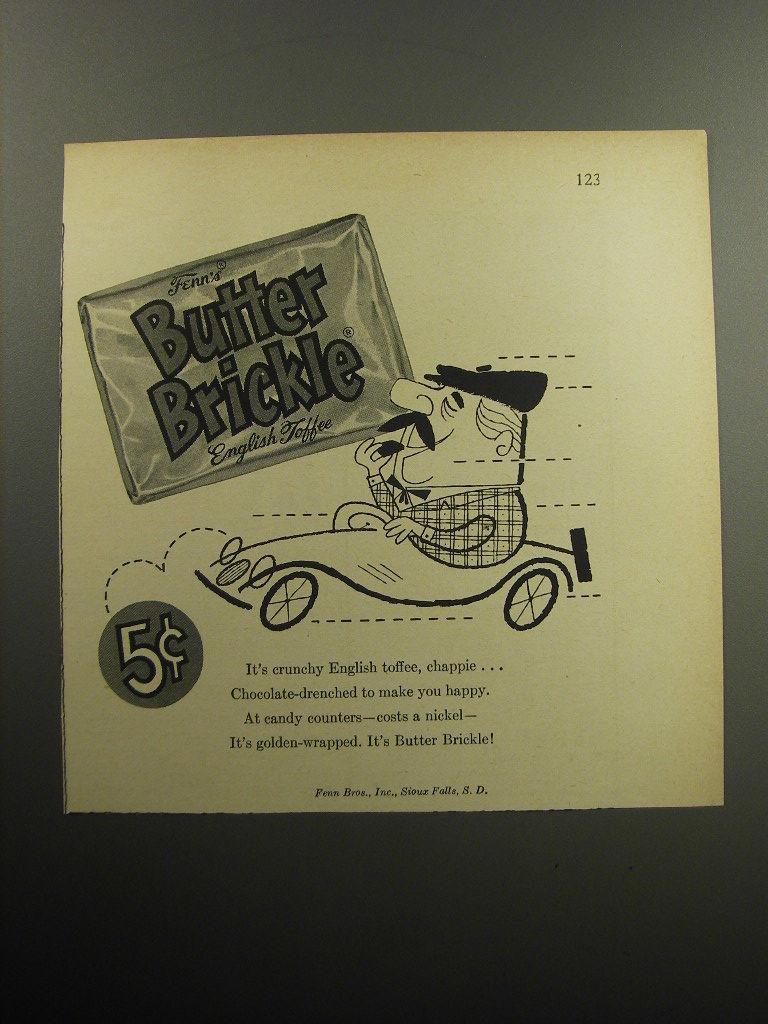 123
Fenn's®
Butter
Brickle®
English Toffee
5¢
It's crunchy English toffee, chappie . . .
Chocolate-drenched to make you happy.
At candy counters—costs a nickel—
It's golden-wrapped. It's Butter Brickle!
Fenn Bros., Inc., Sioux Falls, S. D.